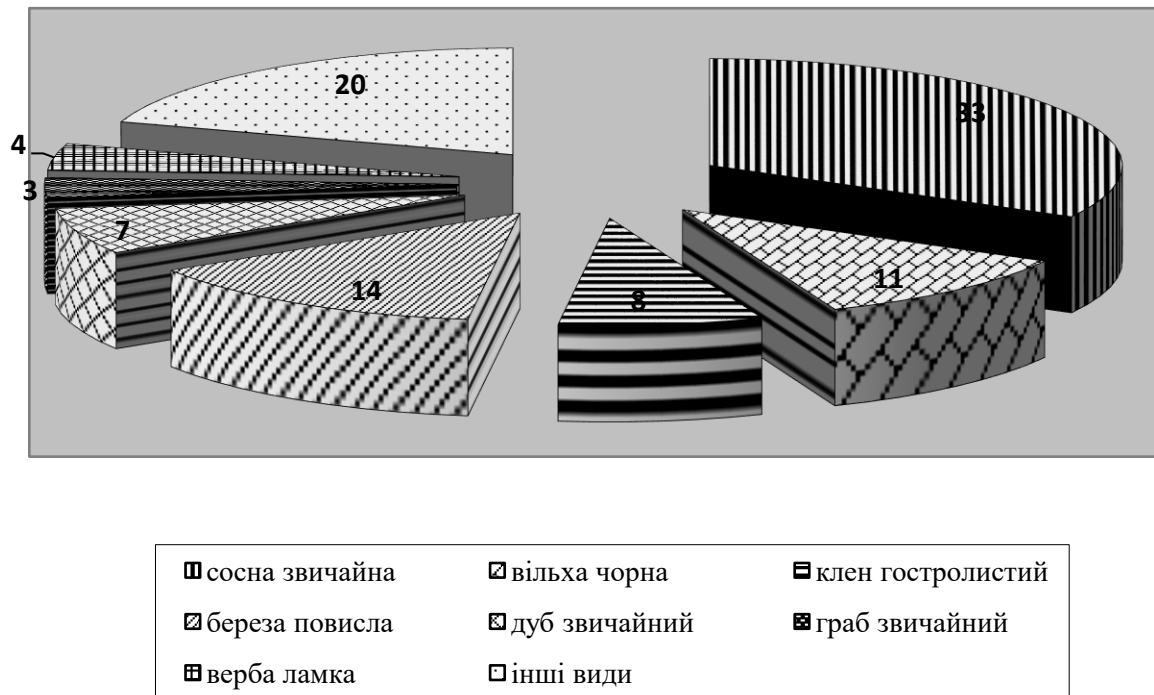 20
33
4
3
7
14
8
11
сосна звичайна
вільха чорна
клен гостролистий
береза повисла
дуб звичайний
граб звичайний
верба ламка
інші види